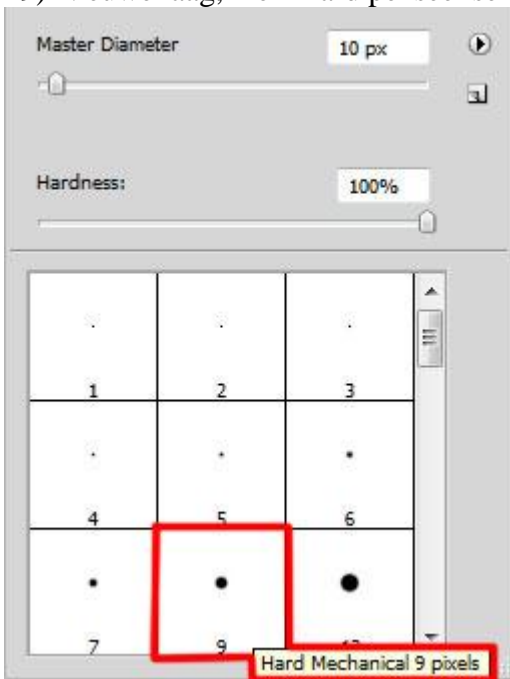 Master Diameter 10 px
Hardness: 100%
1 2 3
4 5 6
7 9
Hard Mechanical 9 pixels